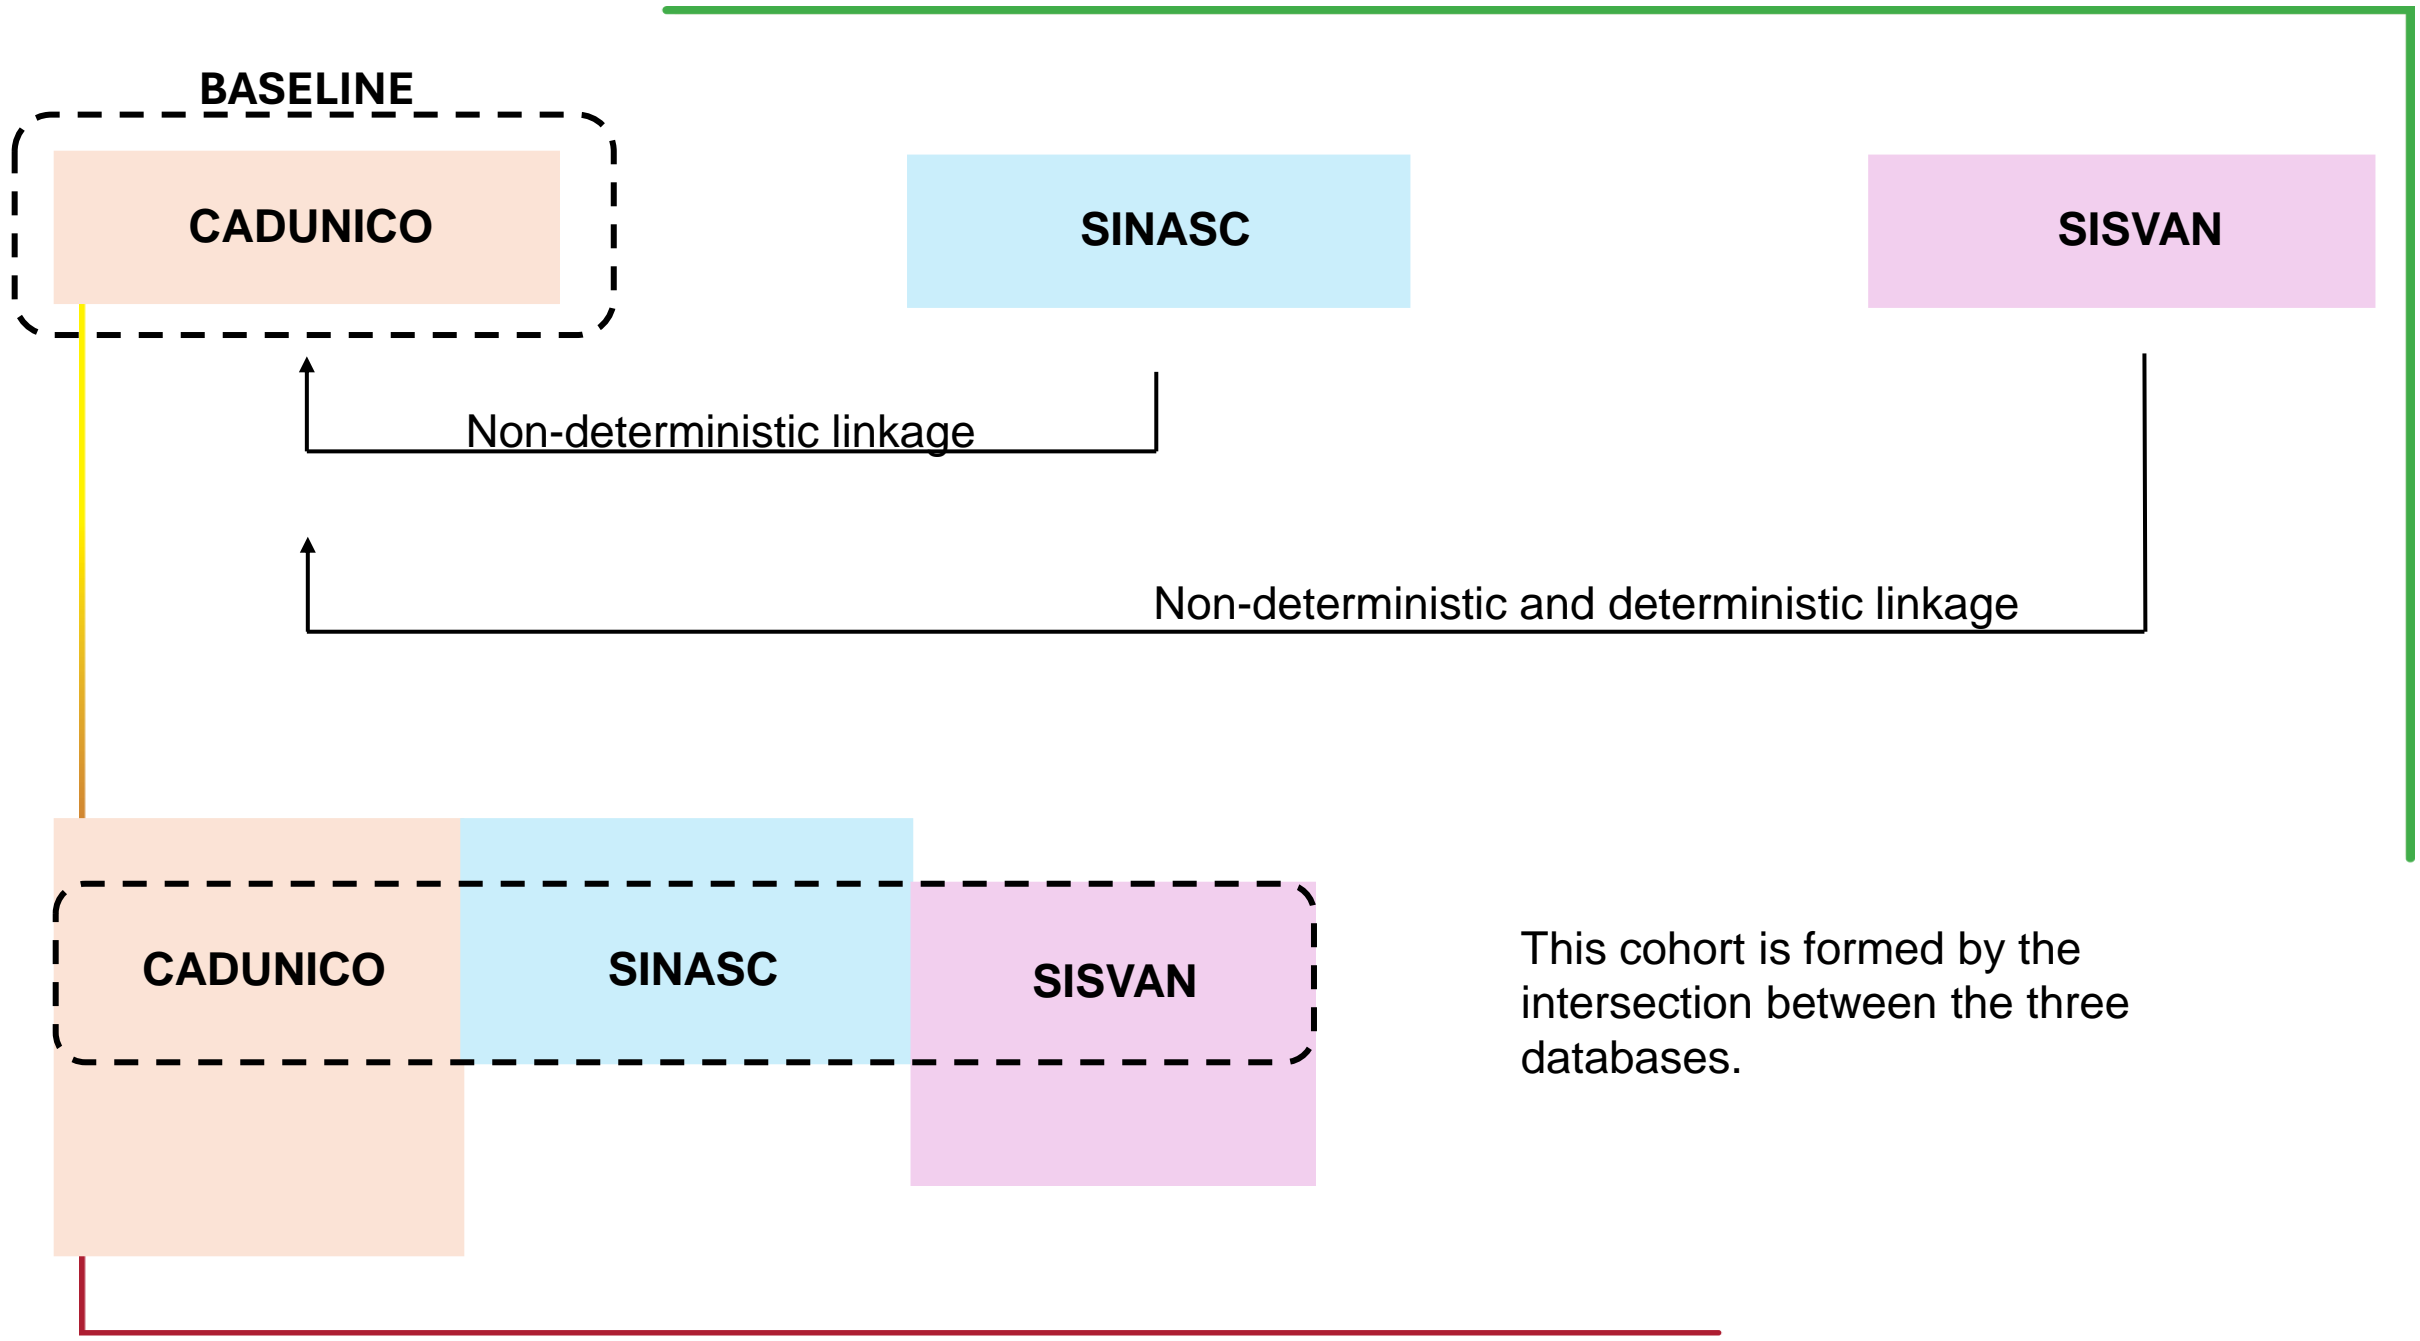 BASELINE
CADUNICO
SINASC
SISVAN
Non-deterministic linkage
Non-deterministic and deterministic linkage
CADUNICO
SINASC
SISVAN
This cohort is formed by the
intersection between the three
databases.